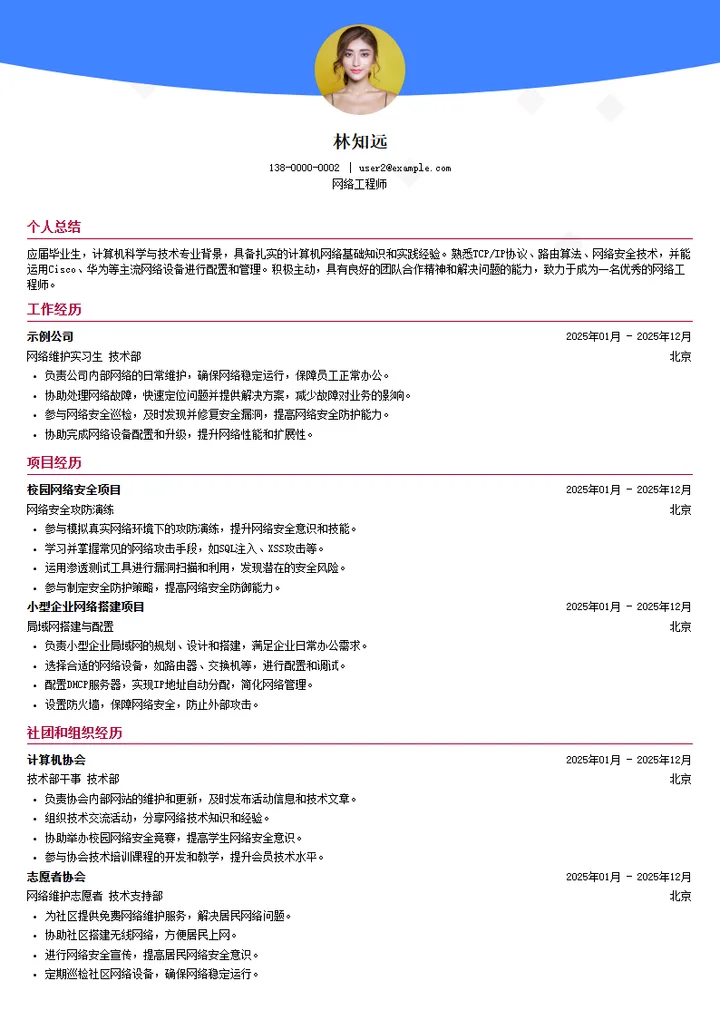 林知远
138-0000-0002 | user2@example.com
网络工程师
个人总结
应届毕业生，计算机科学与技术专业背景，具备扎实的计算机网络基础知识和实践经验。熟悉TCP/IP协议、路由算法、网络安全技术，并能
运用Cisco、华为等主流网络设备进行配置和管理。积极主动，具有良好的团队合作精神和解决问题的能力，致力于成为一名优秀的网络工
程师。
工作经历
示例公司 2025年01月 - 2025年12月
网络维护实习生 技术部 北京
• 负责公司内部网络的日常维护，确保网络稳定运行，保障员工正常办公。
• 协助处理网络故障，快速定位问题并提供解决方案，减少故障对业务的影响。
• 参与网络安全巡检，及时发现并修复安全漏洞，提高网络安全防护能力。
• 协助完成网络设备配置和升级，提升网络性能和扩展性。
项目经历
校园网络安全项目 2025年01月 - 2025年12月
网络安全攻防演练 北京
• 参与模拟真实网络环境下的攻防演练，提升网络安全意识和技能。
• 学习并掌握常见的网络攻击手段，如SQL注入、XSS攻击等。
• 运用渗透测试工具进行漏洞扫描和利用，发现潜在的安全风险。
• 参与制定安全防护策略，提高网络安全防御能力。
小型企业网络搭建项目 2025年01月 - 2025年12月
局域网搭建与配置 北京
• 负责小型企业局域网的规划、设计和搭建，满足企业日常办公需求。
• 选择合适的网络设备，如路由器、交换机等，进行配置和调试。
• 配置DHCP服务器，实现IP地址自动分配，简化网络管理。
• 设置防火墙，保障网络安全，防止外部攻击。
社团和组织经历
计算机协会 2025年01月 - 2025年12月
技术部干事 技术部 北京
• 负责协会内部网站的维护和更新，及时发布活动信息和技术文章。
• 组织技术交流活动，分享网络技术知识和经验。
• 协助举办校园网络安全竞赛，提高学生网络安全意识。
• 参与协会技术培训课程的开发和教学，提升会员技术水平。
志愿者协会 2025年01月 - 2025年12月
网络维护志愿者 技术支持部 北京
• 为社区提供免费网络维护服务，解决居民网络问题。
• 协助社区搭建无线网络，方便居民上网。
• 进行网络安全宣传，提高居民网络安全意识。
• 定期巡检社区网络设备，确保网络稳定运行。